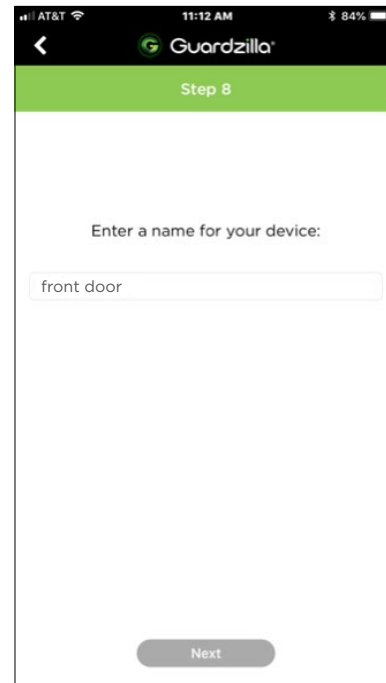 AT&T 11:12 AM 84%
Guardzilla®
Step 8
Enter a name for your device:
front door
Next